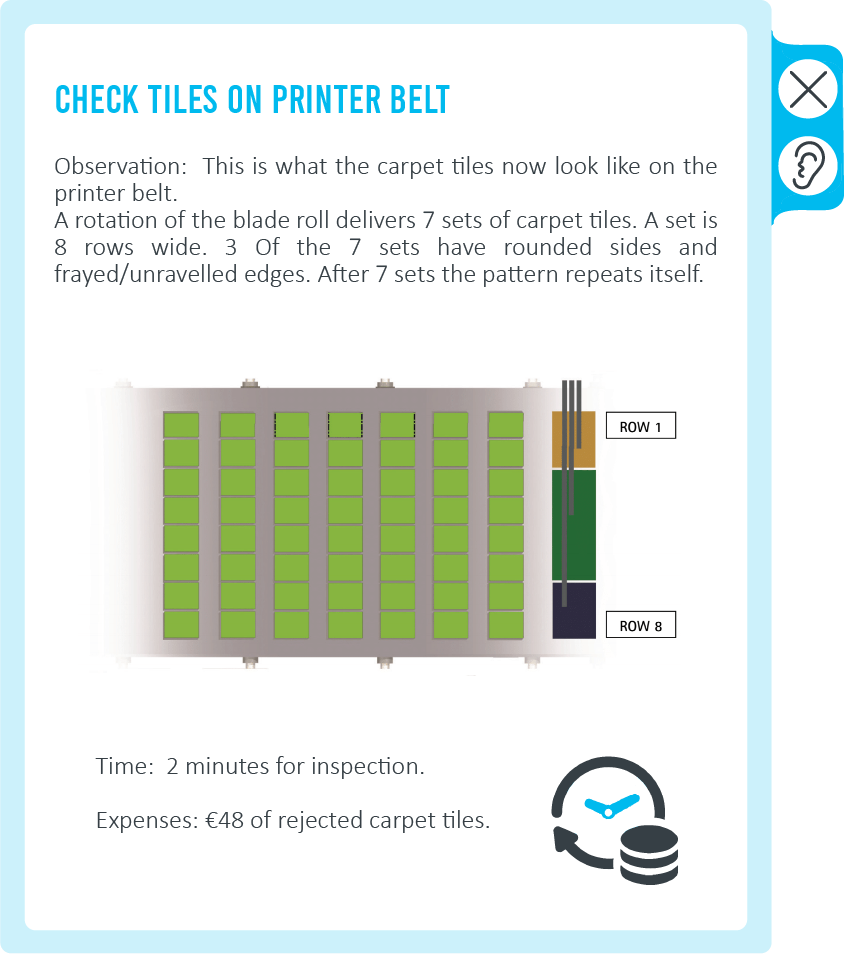 CHECK TILES ON PRINTER BELT
Observation:  This is what the carpet tiles now look like on the
printer belt.
A rotation of the blade roll delivers 7 sets of carpet tiles. A set is
8 rows wide. 3 Of the 7 sets have rounded sides and
frayed/unravelled edges. After 7 sets the pattern repeats itself.
ROW 1
ROW 8
Time:  2 minutes for inspection.
Expenses: €48 of rejected carpet tiles.